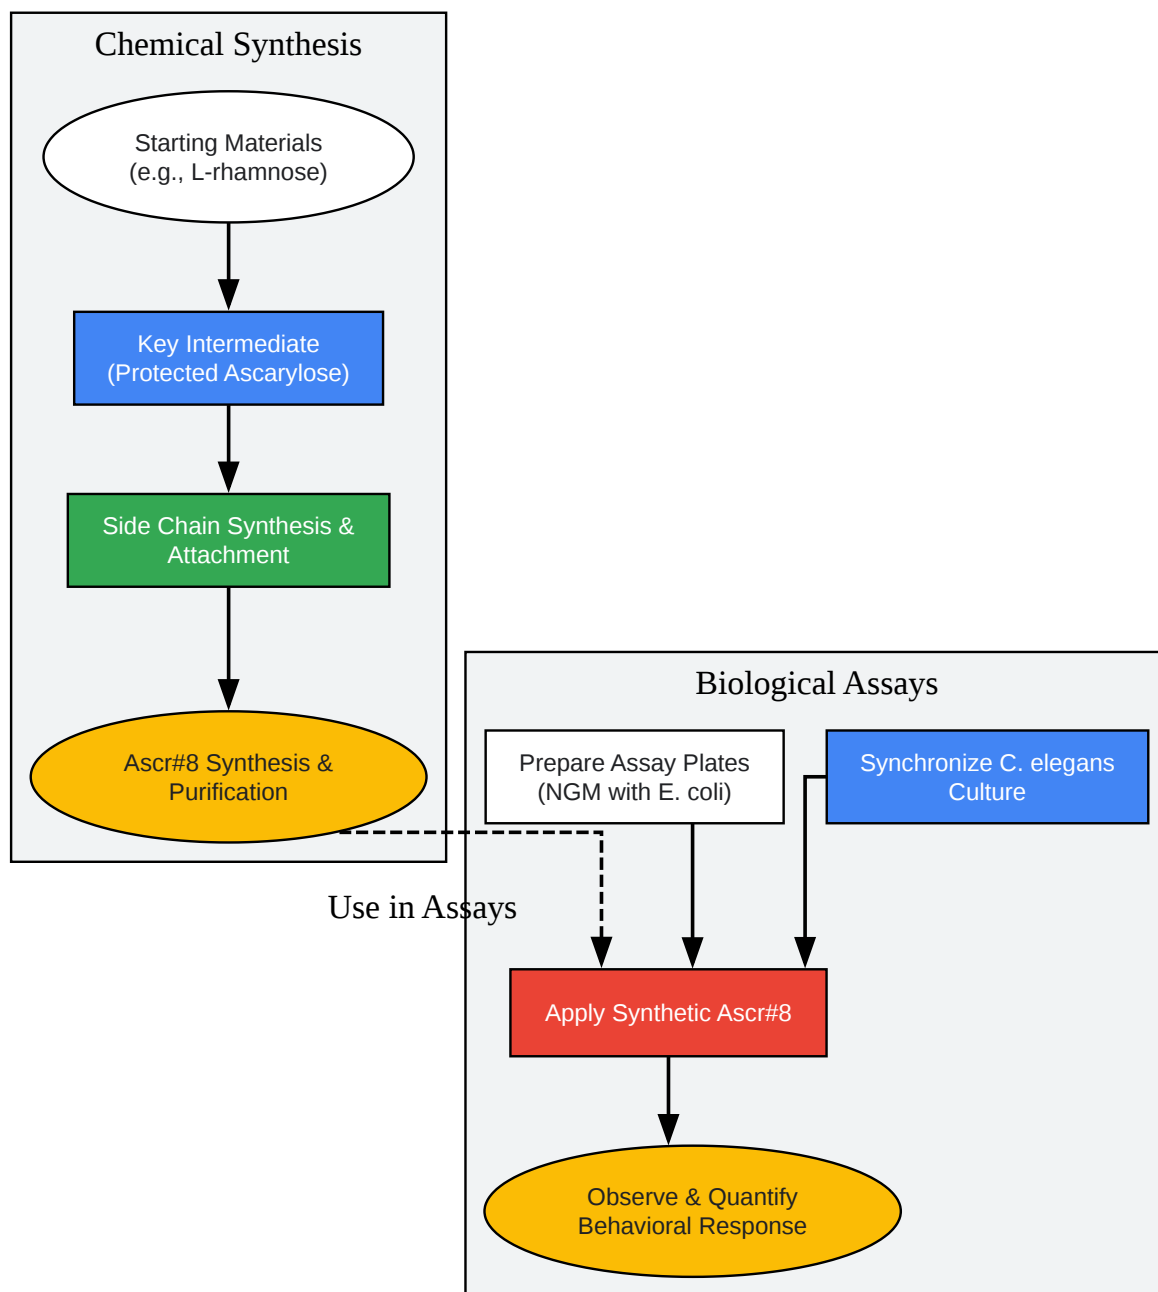 Chemical Synthesis
Starting Materials
(e.g., L-rhamnose)
Key Intermediate
(Protected Ascarylose)
Side Chain Synthesis &
Attachment
Ascr#8 Synthesis &
Purification
Use in Assays
Biological Assays
Prepare Assay Plates
(NGM with E. coli)
Synchronize C. elegans
Culture
Apply Synthetic Ascr#8
Observe & Quantify
Behavioral Response